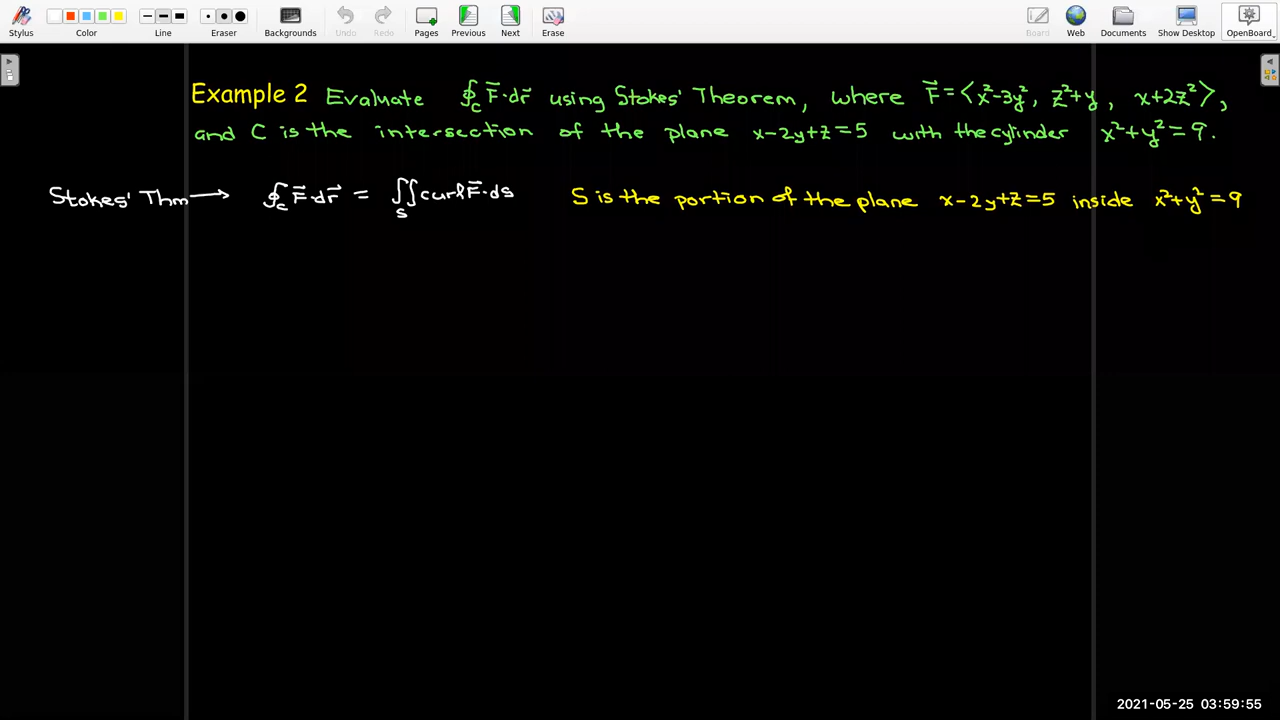 Stylus Color Line Eraser Backgrounds Undo Redo Pages Previous Next Erase Board Web Documents Show Desktop OpenBoard
Example 2 Evaluate ∮_C F⃗·dr⃗ using Stokes' Theorem, where F⃗ = ⟨x²-3y², z²+y, x+2z²⟩,
and C is the intersection of the plane x-2y+z=5 with the cylinder x²+y²=9.
Stokes' Thm → ∮_C F⃗·dr⃗ = ∬_S curl F⃗·ds S is the portion of the plane x-2y+z=5 inside x²+y²=9
2021-05-25 03:59:55